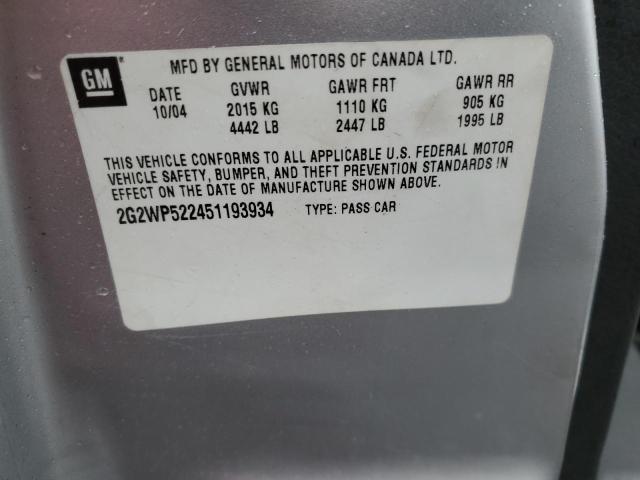 GM
MFD BY GENERAL MOTORS OF CANADA LTD.
DATE GVWR GAWR FRT GAWR RR
10/04 2015 KG 1110 KG 905 KG
4442 LB 2447 LB 1995 LB
THIS VEHICLE CONFORMS TO ALL APPLICABLE U.S. FEDERAL MOTOR
VEHICLE SAFETY, BUMPER, AND THEFT PREVENTION STANDARDS IN
EFFECT ON THE DATE OF MANUFACTURE SHOWN ABOVE.
2G2WP522451193934 TYPE: PASS CAR